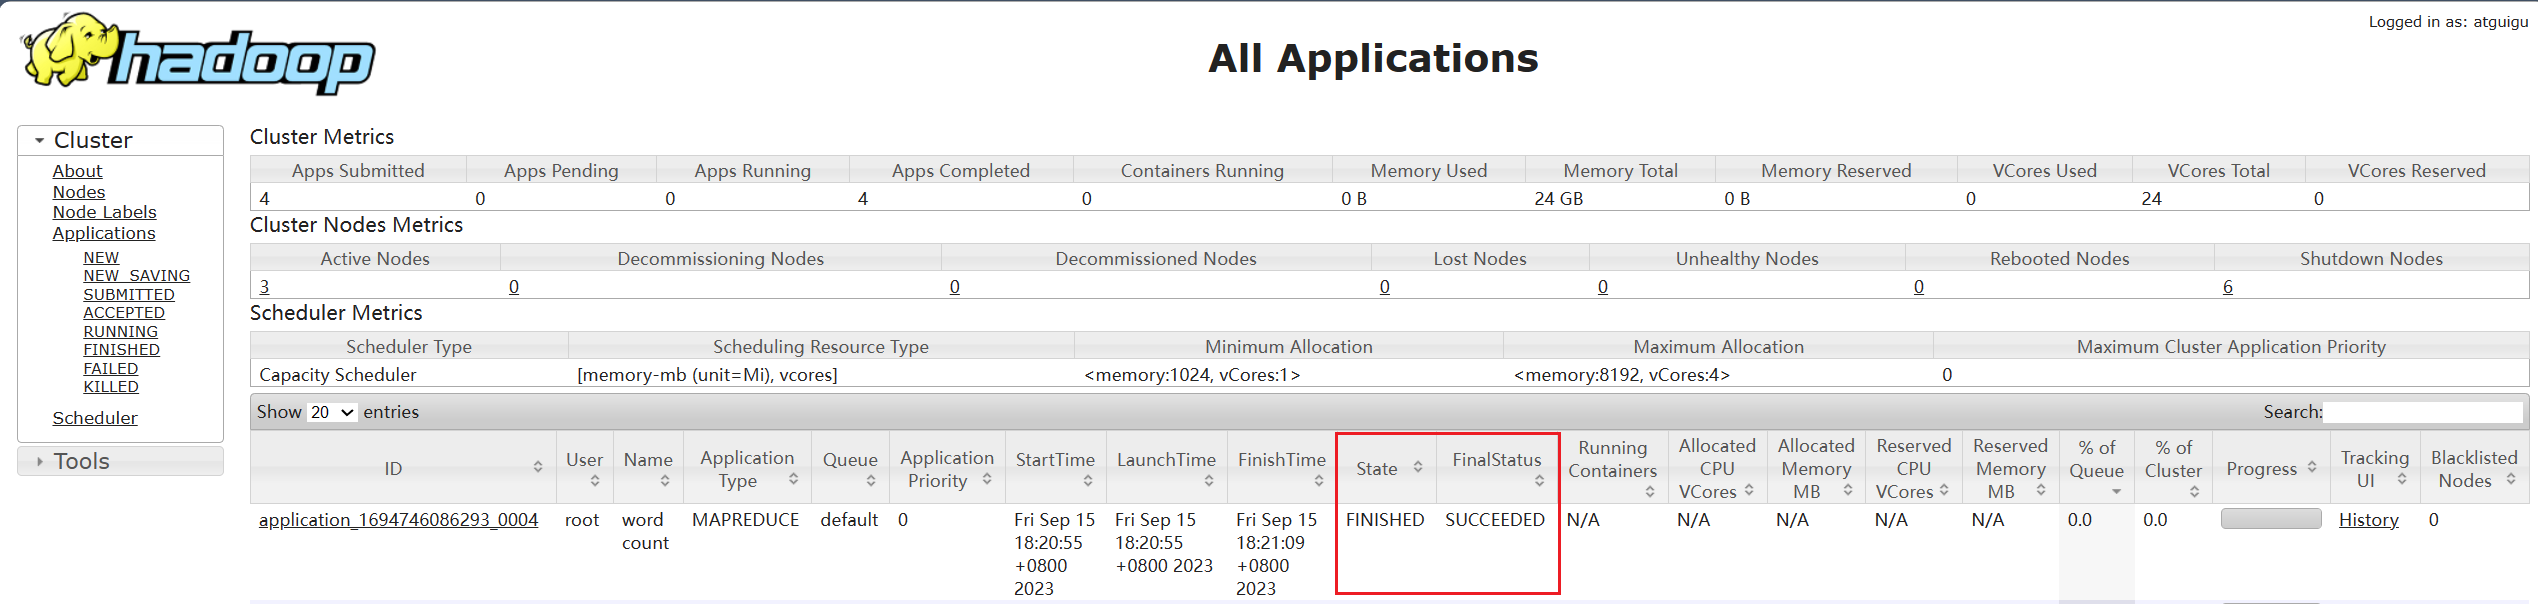 Logged in as: atguigu
hadoop
All Applications
Cluster
About
Nodes
Node Labels
Applications
NEW
NEW_SAVING
SUBMITTED
ACCEPTED
RUNNING
FINISHED
FAILED
KILLED
Scheduler
Tools
Cluster Metrics
Apps Submitted Apps Pending Apps Running Apps Completed Containers Running Memory Used Memory Total Memory Reserved VCores Used VCores Total VCores Reserved
4 0 0 4 0 0 B 24 GB 0 B 0 24 0
Cluster Nodes Metrics
Active Nodes Decommissioning Nodes Decommissioned Nodes Lost Nodes Unhealthy Nodes Rebooted Nodes Shutdown Nodes
3 0 0 0 0 0 6
Scheduler Metrics
Scheduler Type Scheduling Resource Type Minimum Allocation Maximum Allocation Maximum Cluster Application Priority
Capacity Scheduler [memory-mb (unit=Mi), vcores] <memory:1024, vCores:1> <memory:8192, vCores:4> 0
Show 20 entries Search:
ID User Name Application Type Queue Application Priority StartTime LaunchTime FinishTime State FinalStatus Running Containers Allocated CPU VCores Allocated Memory MB Reserved CPU VCores Reserved Memory MB % of Queue % of Cluster Progress Tracking UI Blacklisted Nodes
application_1694746086293_0004 root word count MAPREDUCE default 0 Fri Sep 15 18:20:55 +0800 2023 Fri Sep 15 18:20:55 +0800 2023 Fri Sep 15 18:21:09 +0800 2023 FINISHED SUCCEEDED N/A N/A N/A N/A N/A 0.0 0.0 History 0